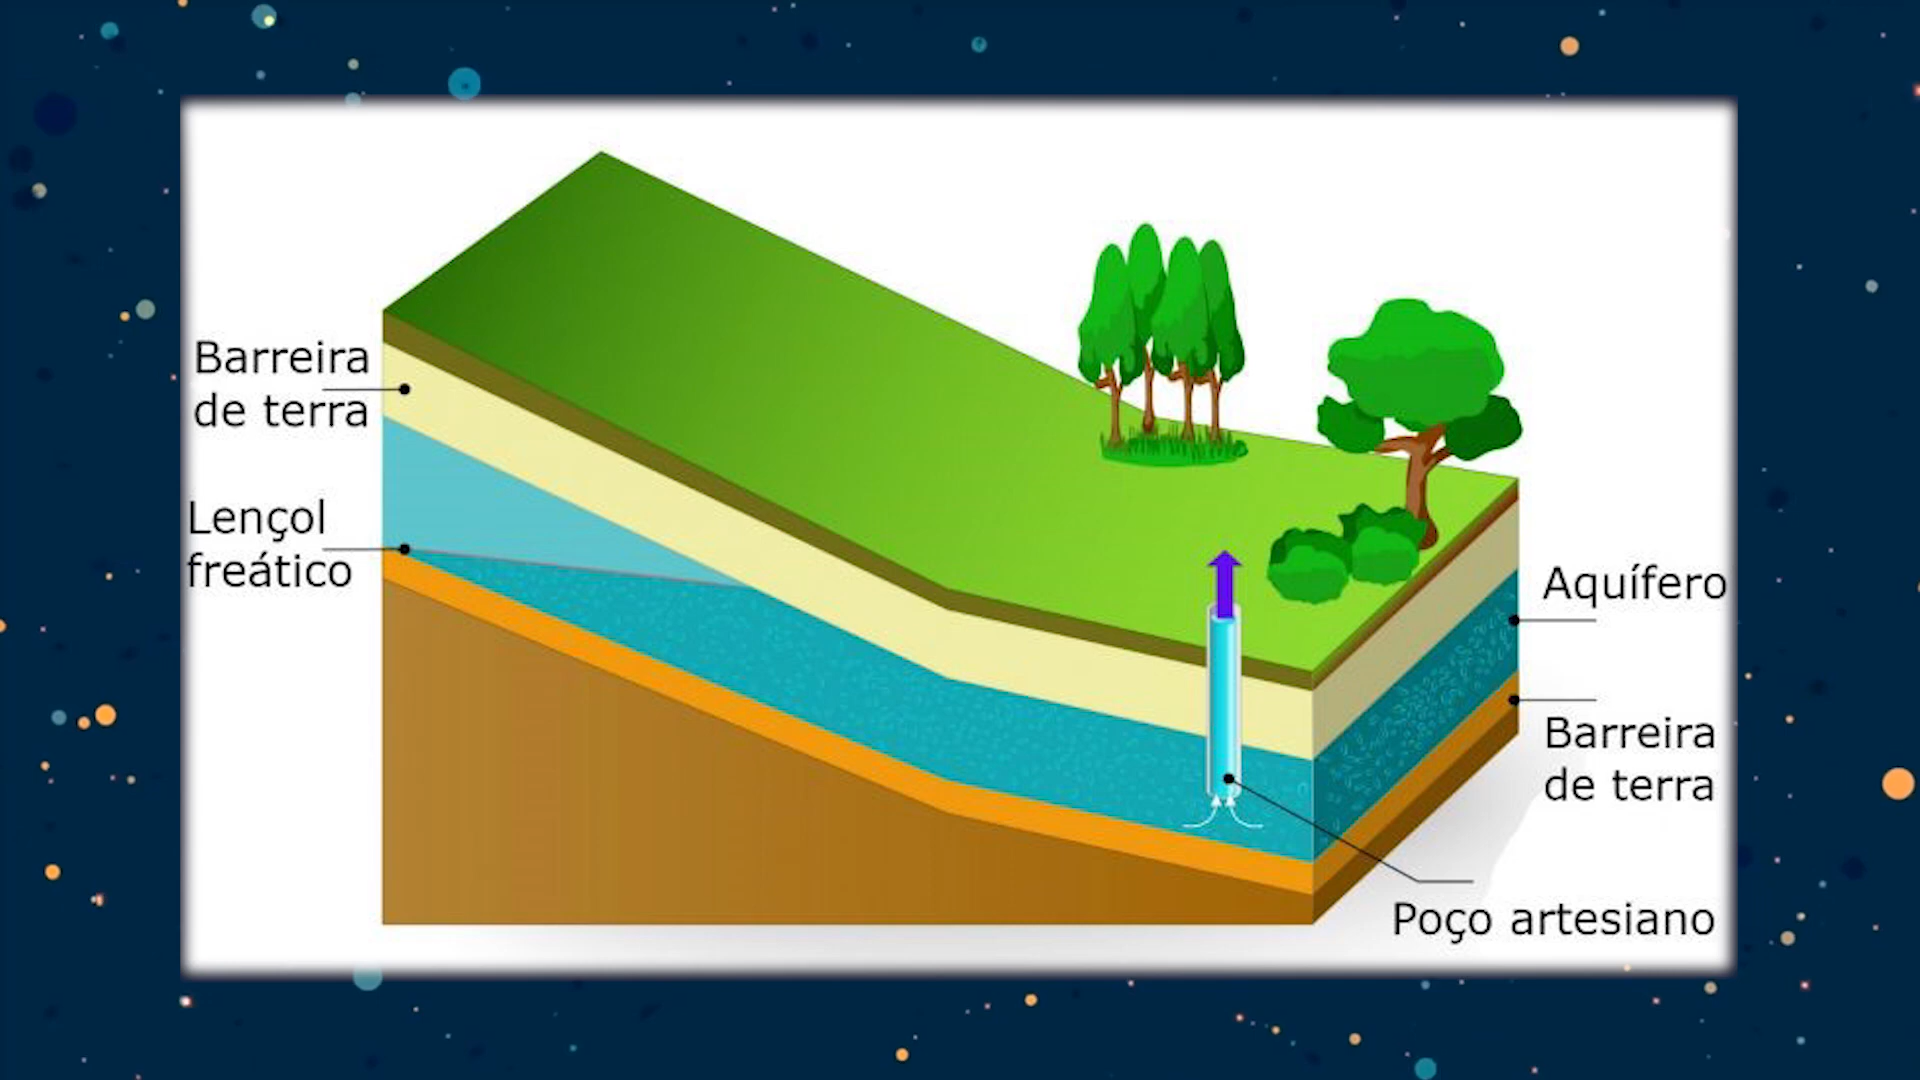 Barreira
de terra
Lençol
freático
Aquífero
Barreira
de terra
Poço artesiano